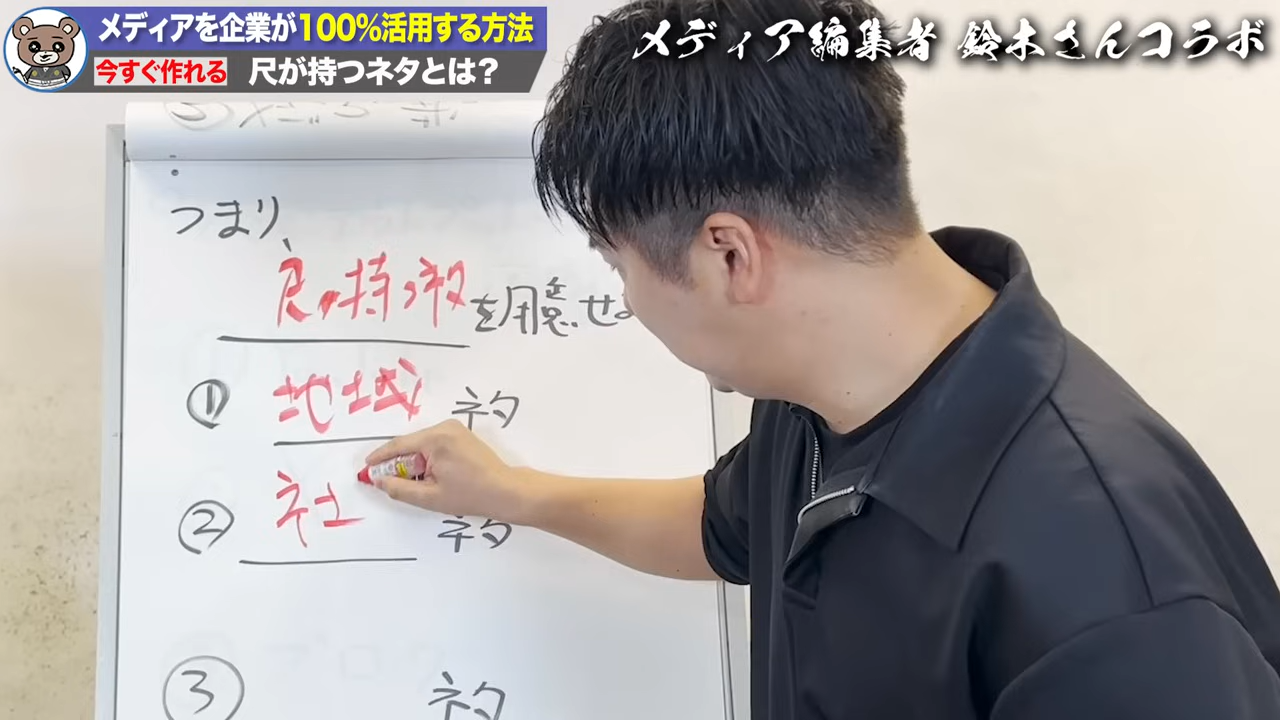 メディアを企業が100%活用する方法
今すぐ作れる 尺が持つネタとは?
メディア編集者 鈴木さんコラボ
つまり、
尺が持つネタを用意せよ
① 地域 ネタ
② 社 ネタ
③ ネタ